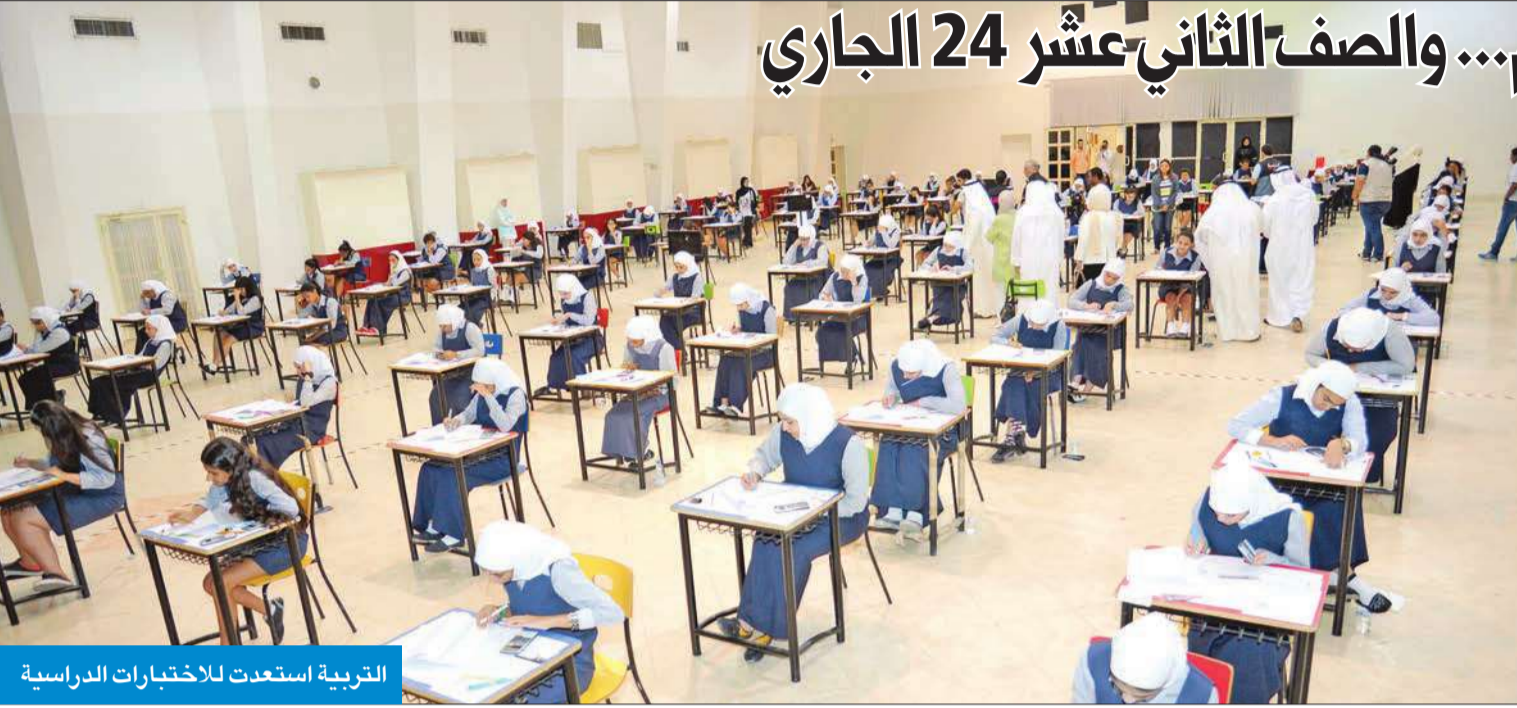 م... والصف الثاني عشر 24 الجاري
التربية استعدت للاختبارات الدراسية